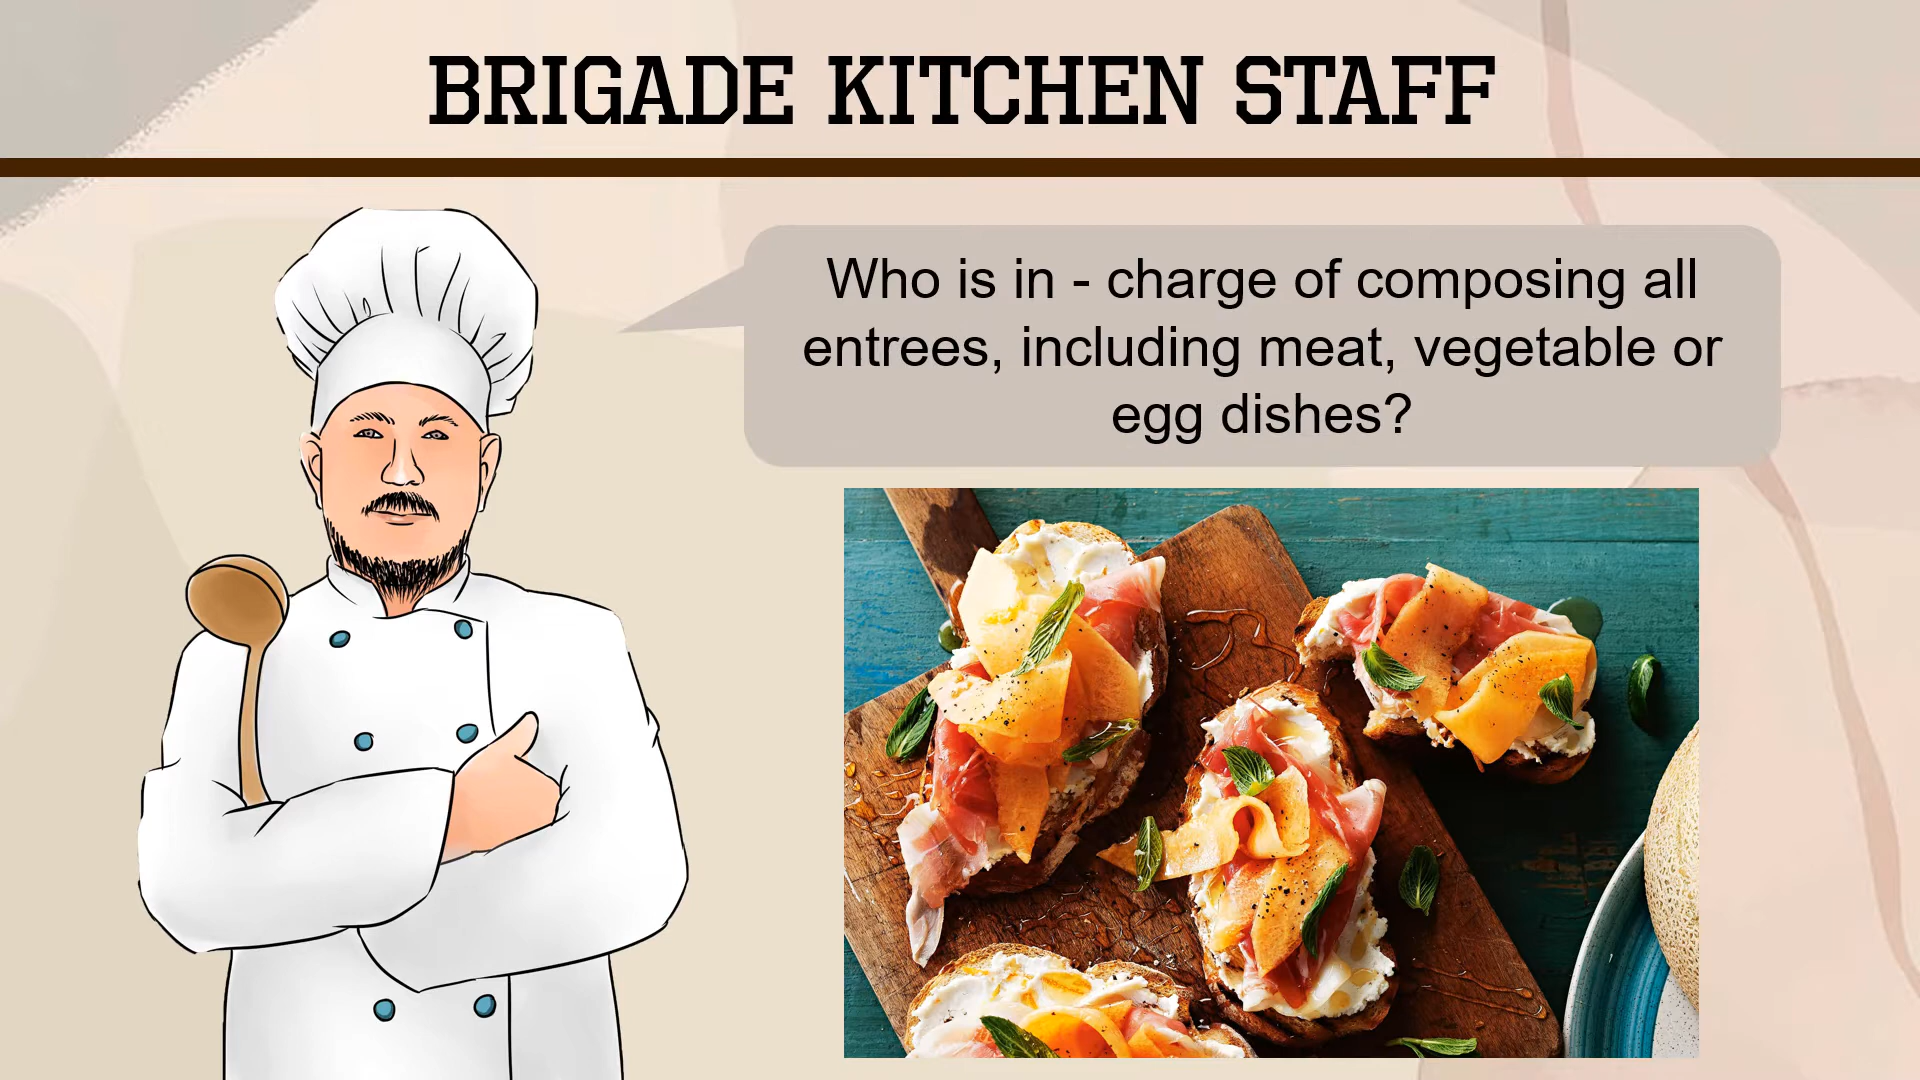 BRIGADE KITCHEN STAFF
Who is in - charge of composing all
entrees, including meat, vegetable or
egg dishes?